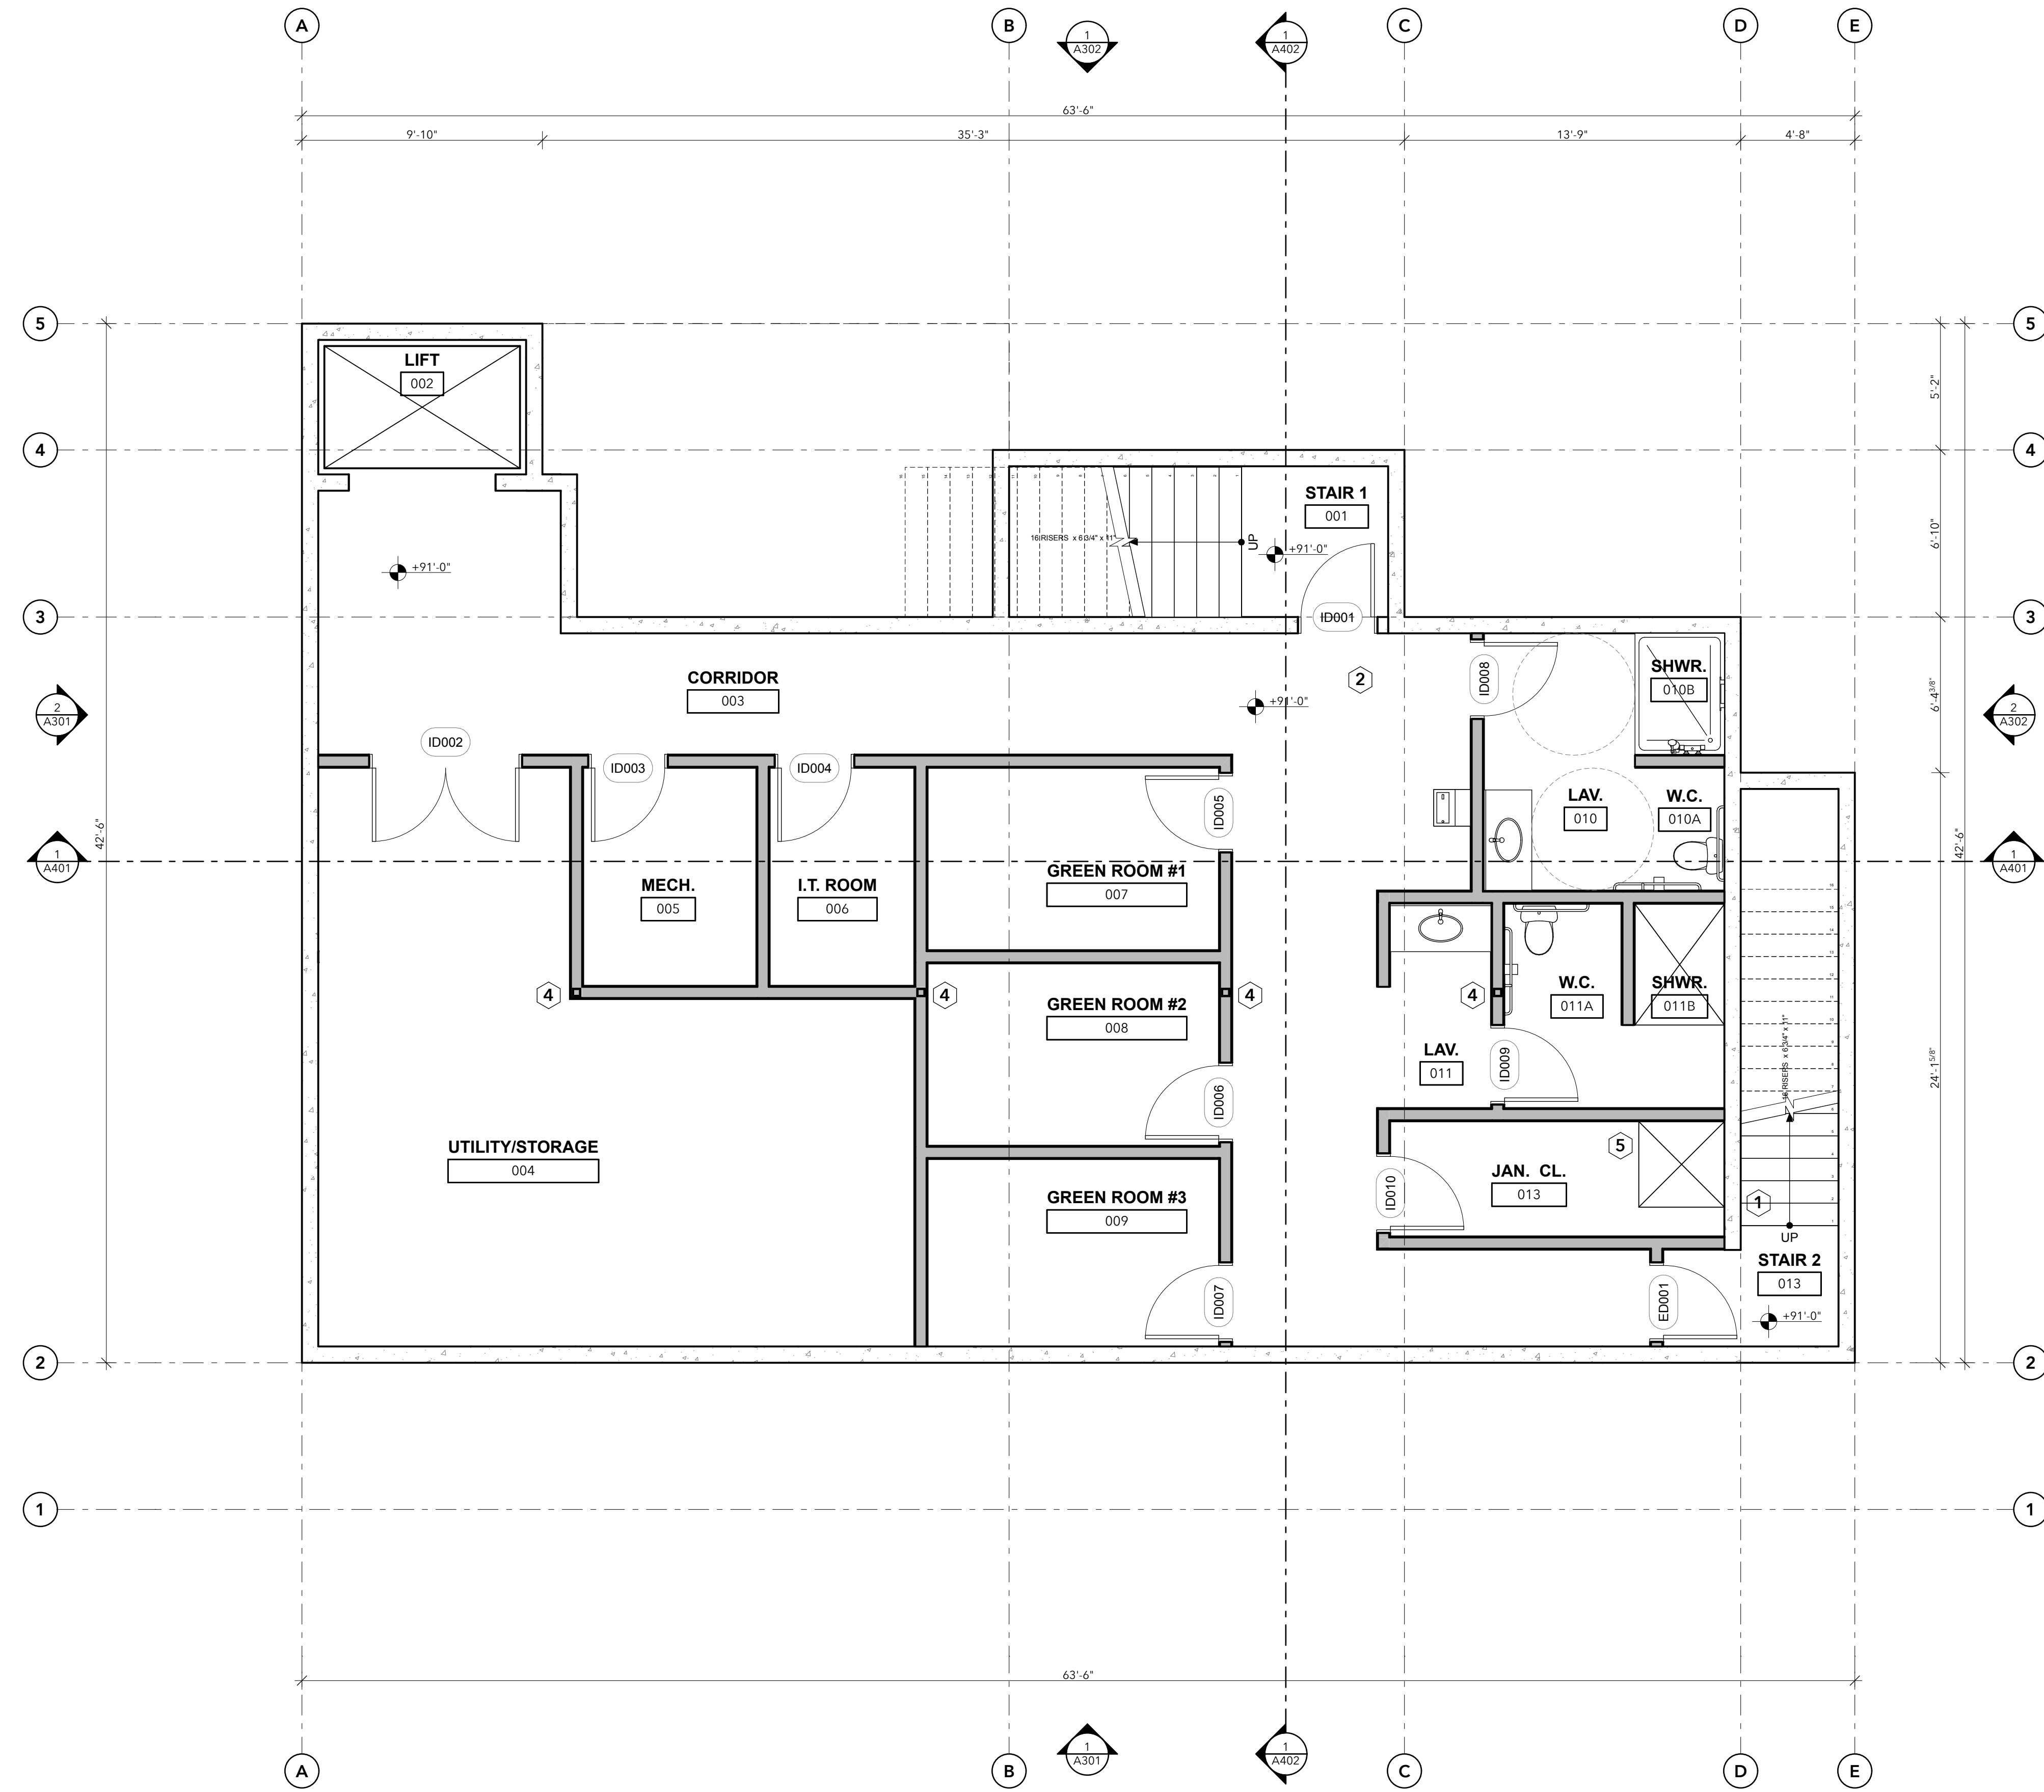 A
B
C
D
E
1
A302
1
A402
63'-6"
9'-10"
35'-3"
13'-9"
4'-8"
5
5
LIFT
002
5'-2"
4
4
STAIR 1
001
16 RISERS x 6 3/4" x 11"
UP
+91'-0"
+91'-0"
6'-10"
3
ID001
3
CORRIDOR
003
2
+91'-0"
ID008
SHWR.
010B
6'-4 3/8"
2
A301
2
A302
ID002
ID003
ID004
ID005
LAV.
010
W.C.
010A
42'-6"
42'-6"
1
A401
1
A401
MECH.
005
I.T. ROOM
006
GREEN ROOM #1
007
4
4
4
4
GREEN ROOM #2
008
W.C.
011A
SHWR.
011B
LAV.
011
ID009
16 RISERS x 6 3/4" x 11"
24'-1 5/8"
ID006
UTILITY/STORAGE
004
5
GREEN ROOM #3
009
ID010
JAN. CL.
013
1
UP
STAIR 2
013
ID007
ED001
+91'-0"
2
2
1
1
63'-6"
1
A301
1
A402
A
B
C
D
E